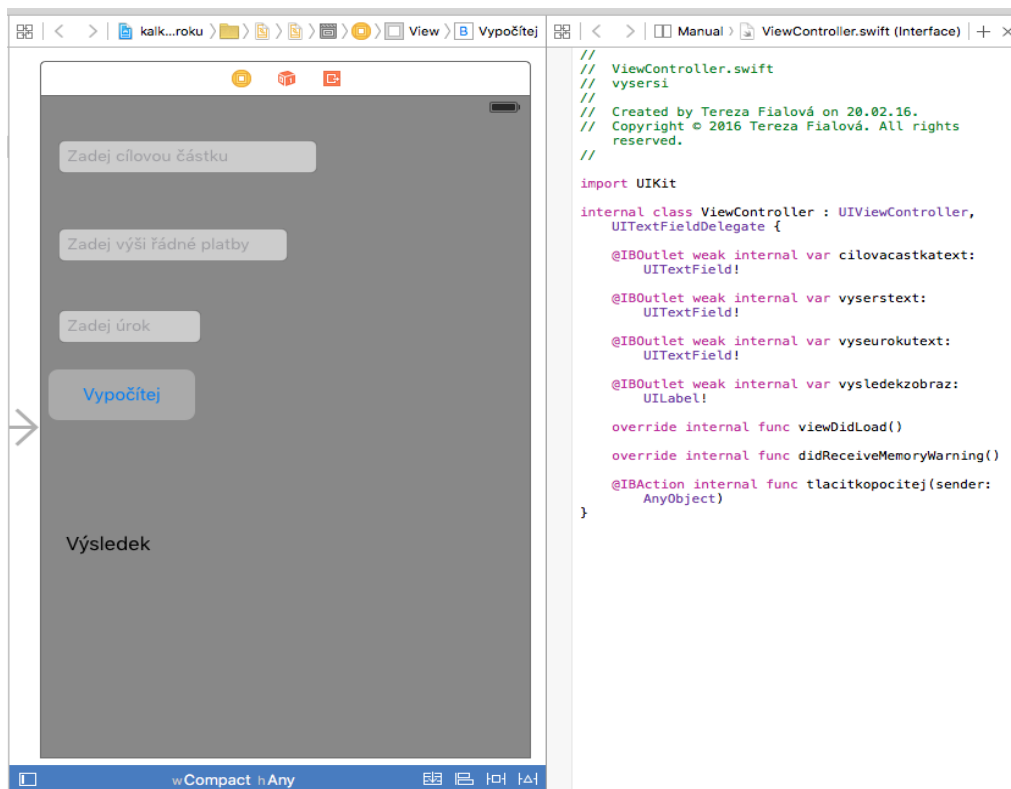 kalk...roku
View
B Vypočítej
Manual
ViewController.swift (Interface)
Zadej cílovou částku
Zadej výši řádné platby
Zadej úrok
Vypočítej
Výsledek
wCompact hAny
//
// ViewController.swift
// vysersi
//
// Created by Tereza Fialová on 20.02.16.
// Copyright © 2016 Tereza Fialová. All rights
reserved.
//
import UIKit
internal class ViewController : UIViewController,
UITextFieldDelegate {
@IBOutlet weak internal var cilovacastkatext:
UITextField!
@IBOutlet weak internal var vyserstext:
UITextField!
@IBOutlet weak internal var vyseurokutext:
UITextField!
@IBOutlet weak internal var vysledekzobraz:
UILabel!
override internal func viewDidLoad()
override internal func didReceiveMemoryWarning()
@IBAction internal func tlacitkopocitej(sender:
AnyObject)
}